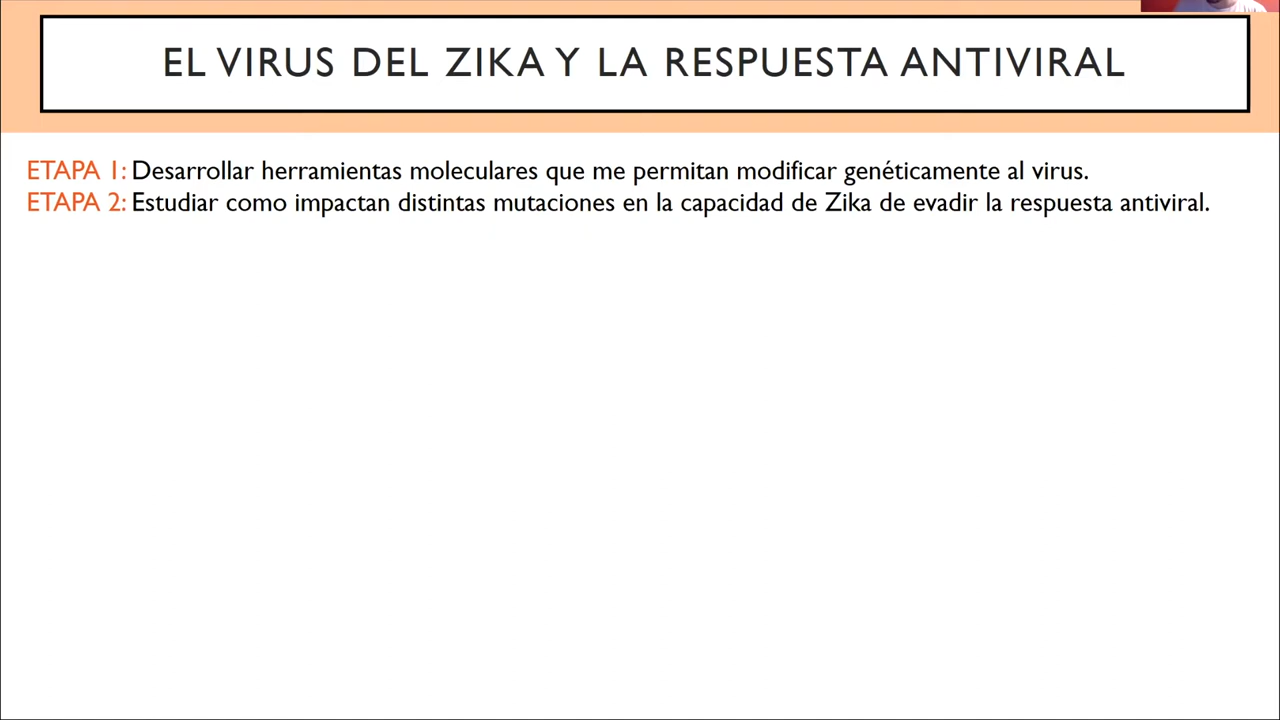 EL VIRUS DEL ZIKA Y LA RESPUESTA ANTIVIRAL
ETAPA 1: Desarrollar herramientas moleculares que me permitan modificar genéticamente al virus.
ETAPA 2: Estudiar como impactan distintas mutaciones en la capacidad de Zika de evadir la respuesta antiviral.